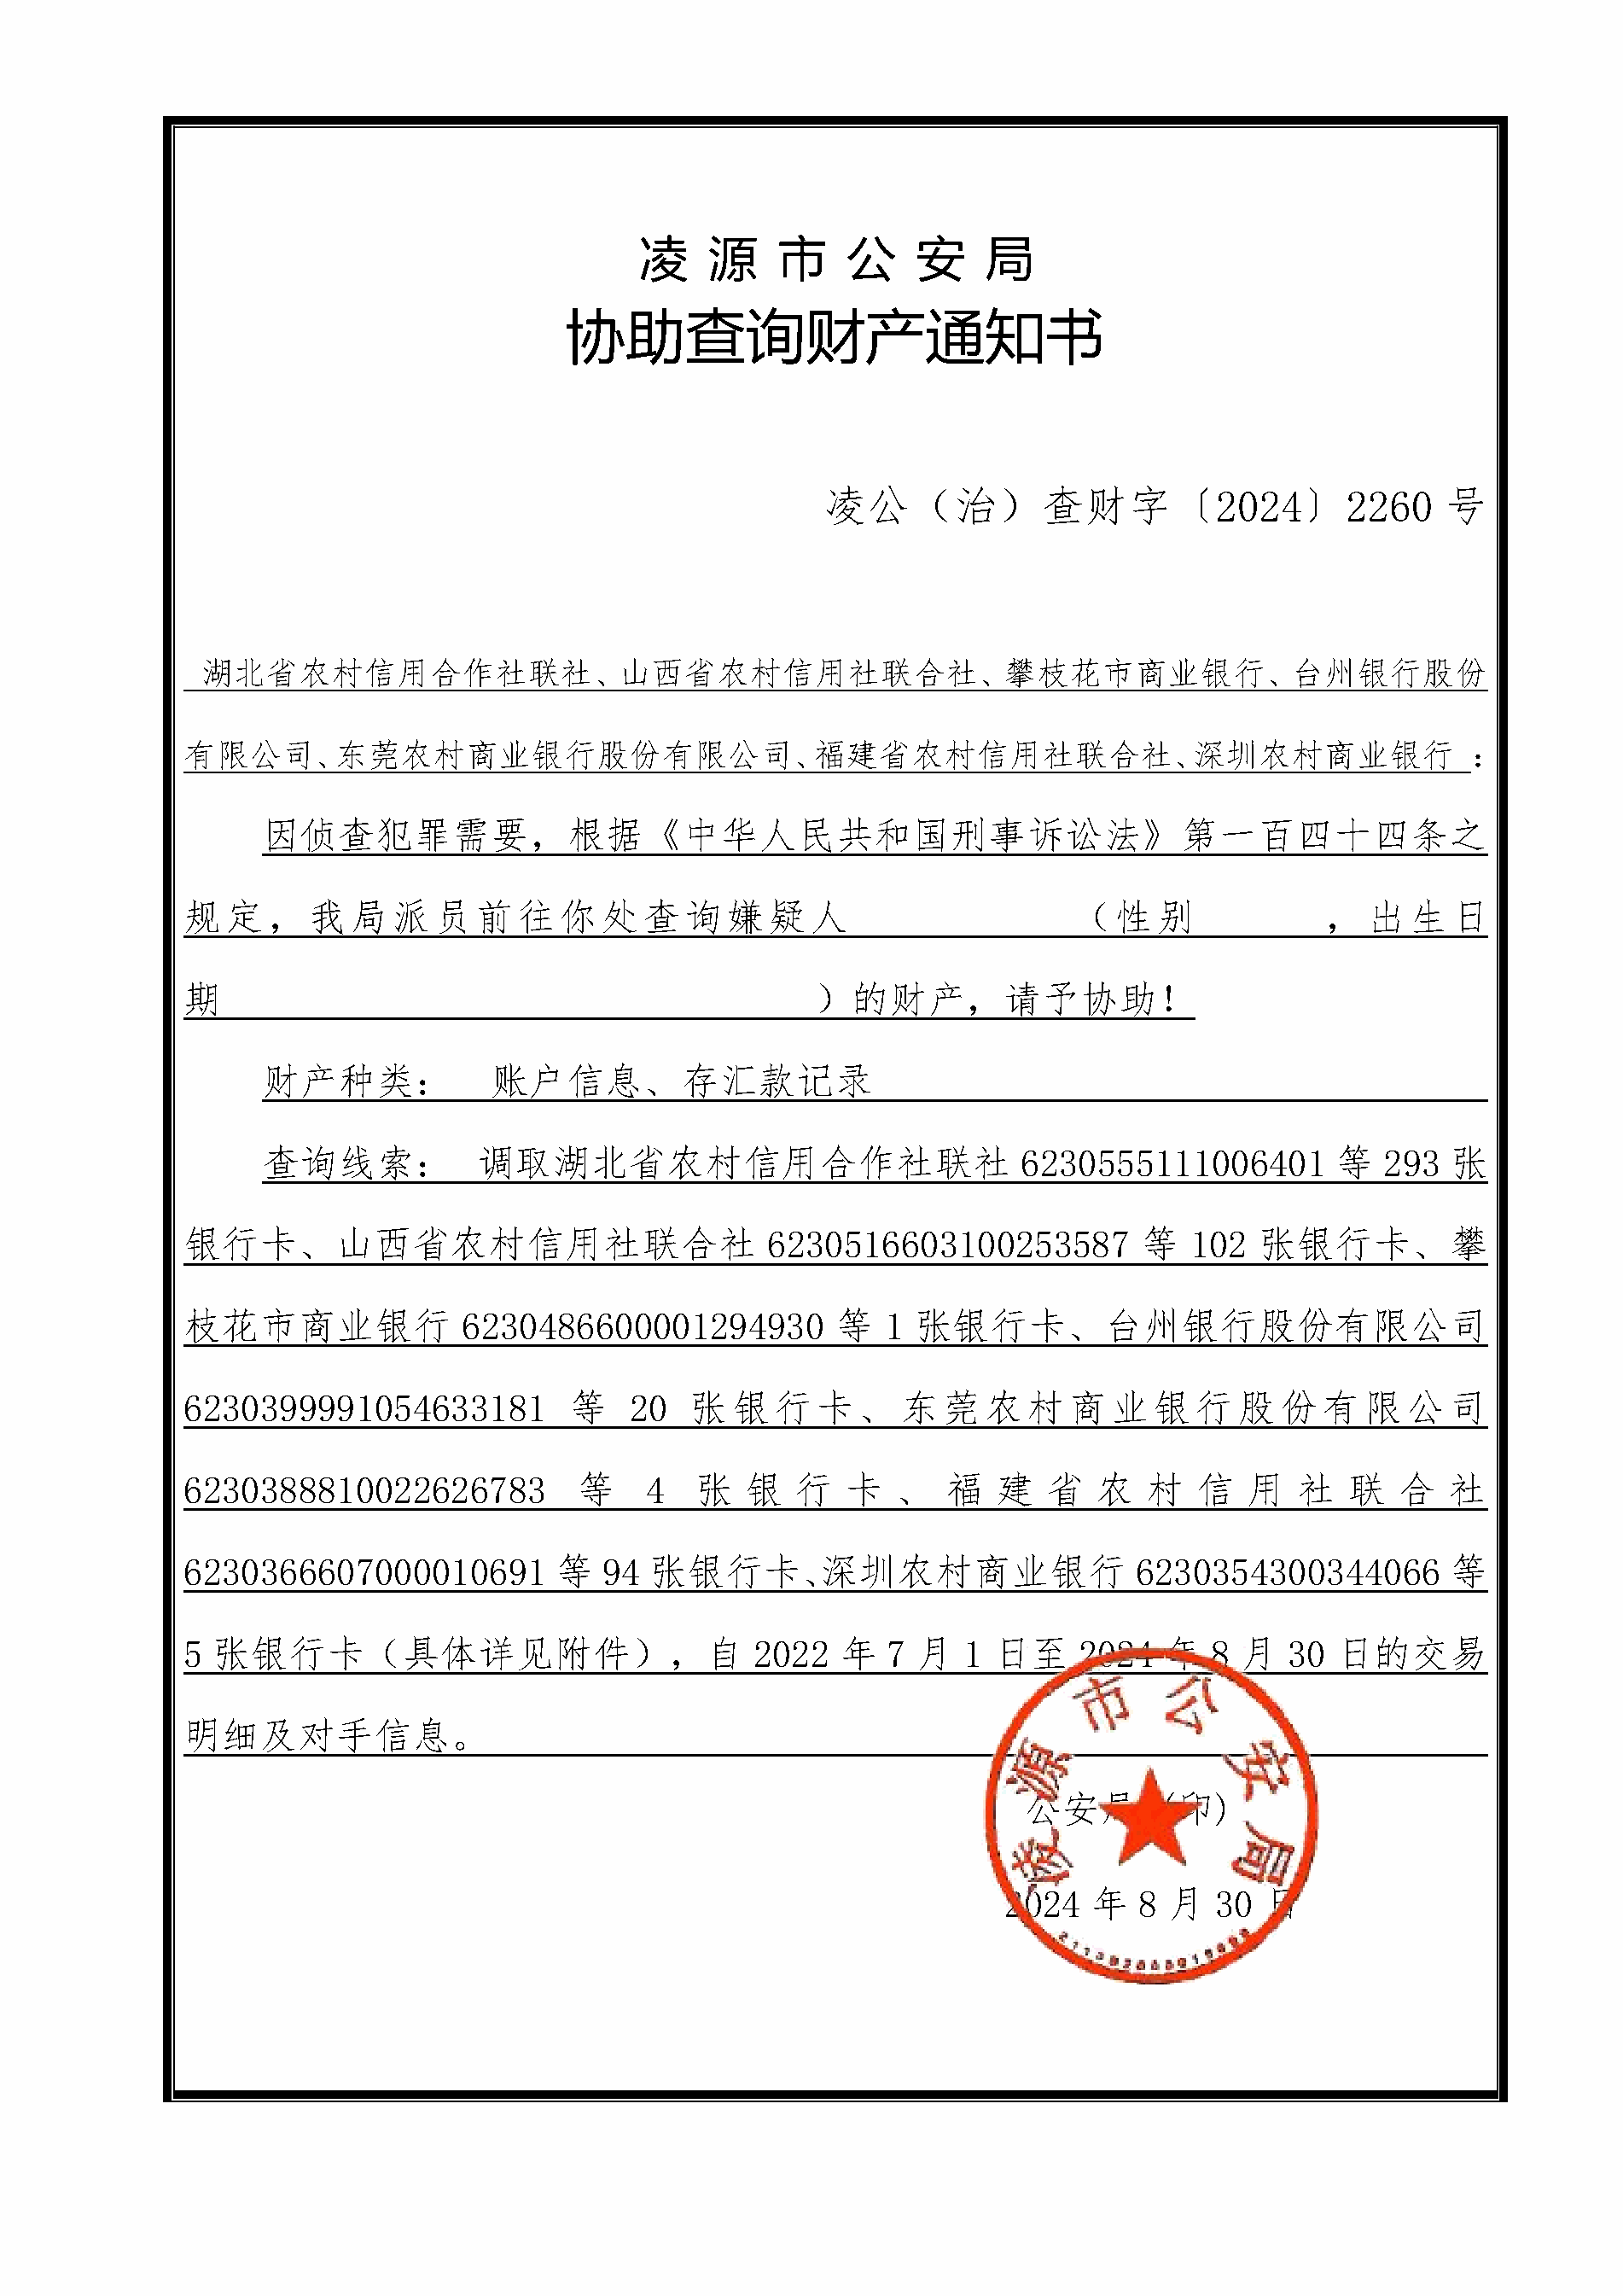 凌源市公安局
协助查询财产通知书
凌公（治）查财字〔2024〕2260 号
湖北省农村信用合作社联社、山西省农村信用社联合社、攀枝花市商业银行、台州银行股份
有限公司、东莞农村商业银行股份有限公司、福建省农村信用社联合社、深圳农村商业银行 ：
因侦查犯罪需要，根据《中华人民共和国刑事诉讼法》第一百四十四条之
规定，我局派员前往你处查询嫌疑人 （性别 ，出生日
期 ）的财产，请予协助！
财产种类： 账户信息、存汇款记录
查询线索： 调取湖北省农村信用合作社联社 6230555111006401 等 293 张
银行卡、山西省农村信用社联合社 6230516603100253587 等 102 张银行卡、攀
枝花市商业银行 6230486600001294930 等 1 张银行卡、台州银行股份有限公司
6230399991054633181 等 20 张银行卡、东莞农村商业银行股份有限公司
6230388810022626783 等 4 张银行卡、福建省农村信用社联合社
6230366607000010691 等 94 张银行卡、深圳农村商业银行 6230354300344066 等
5 张银行卡（具体详见附件），自 2022 年 7 月 1 日至 2024 年 8 月 30 日的交易
明细及对手信息。
公安局（印）
2024 年 8 月 30 日
凌源市公安局